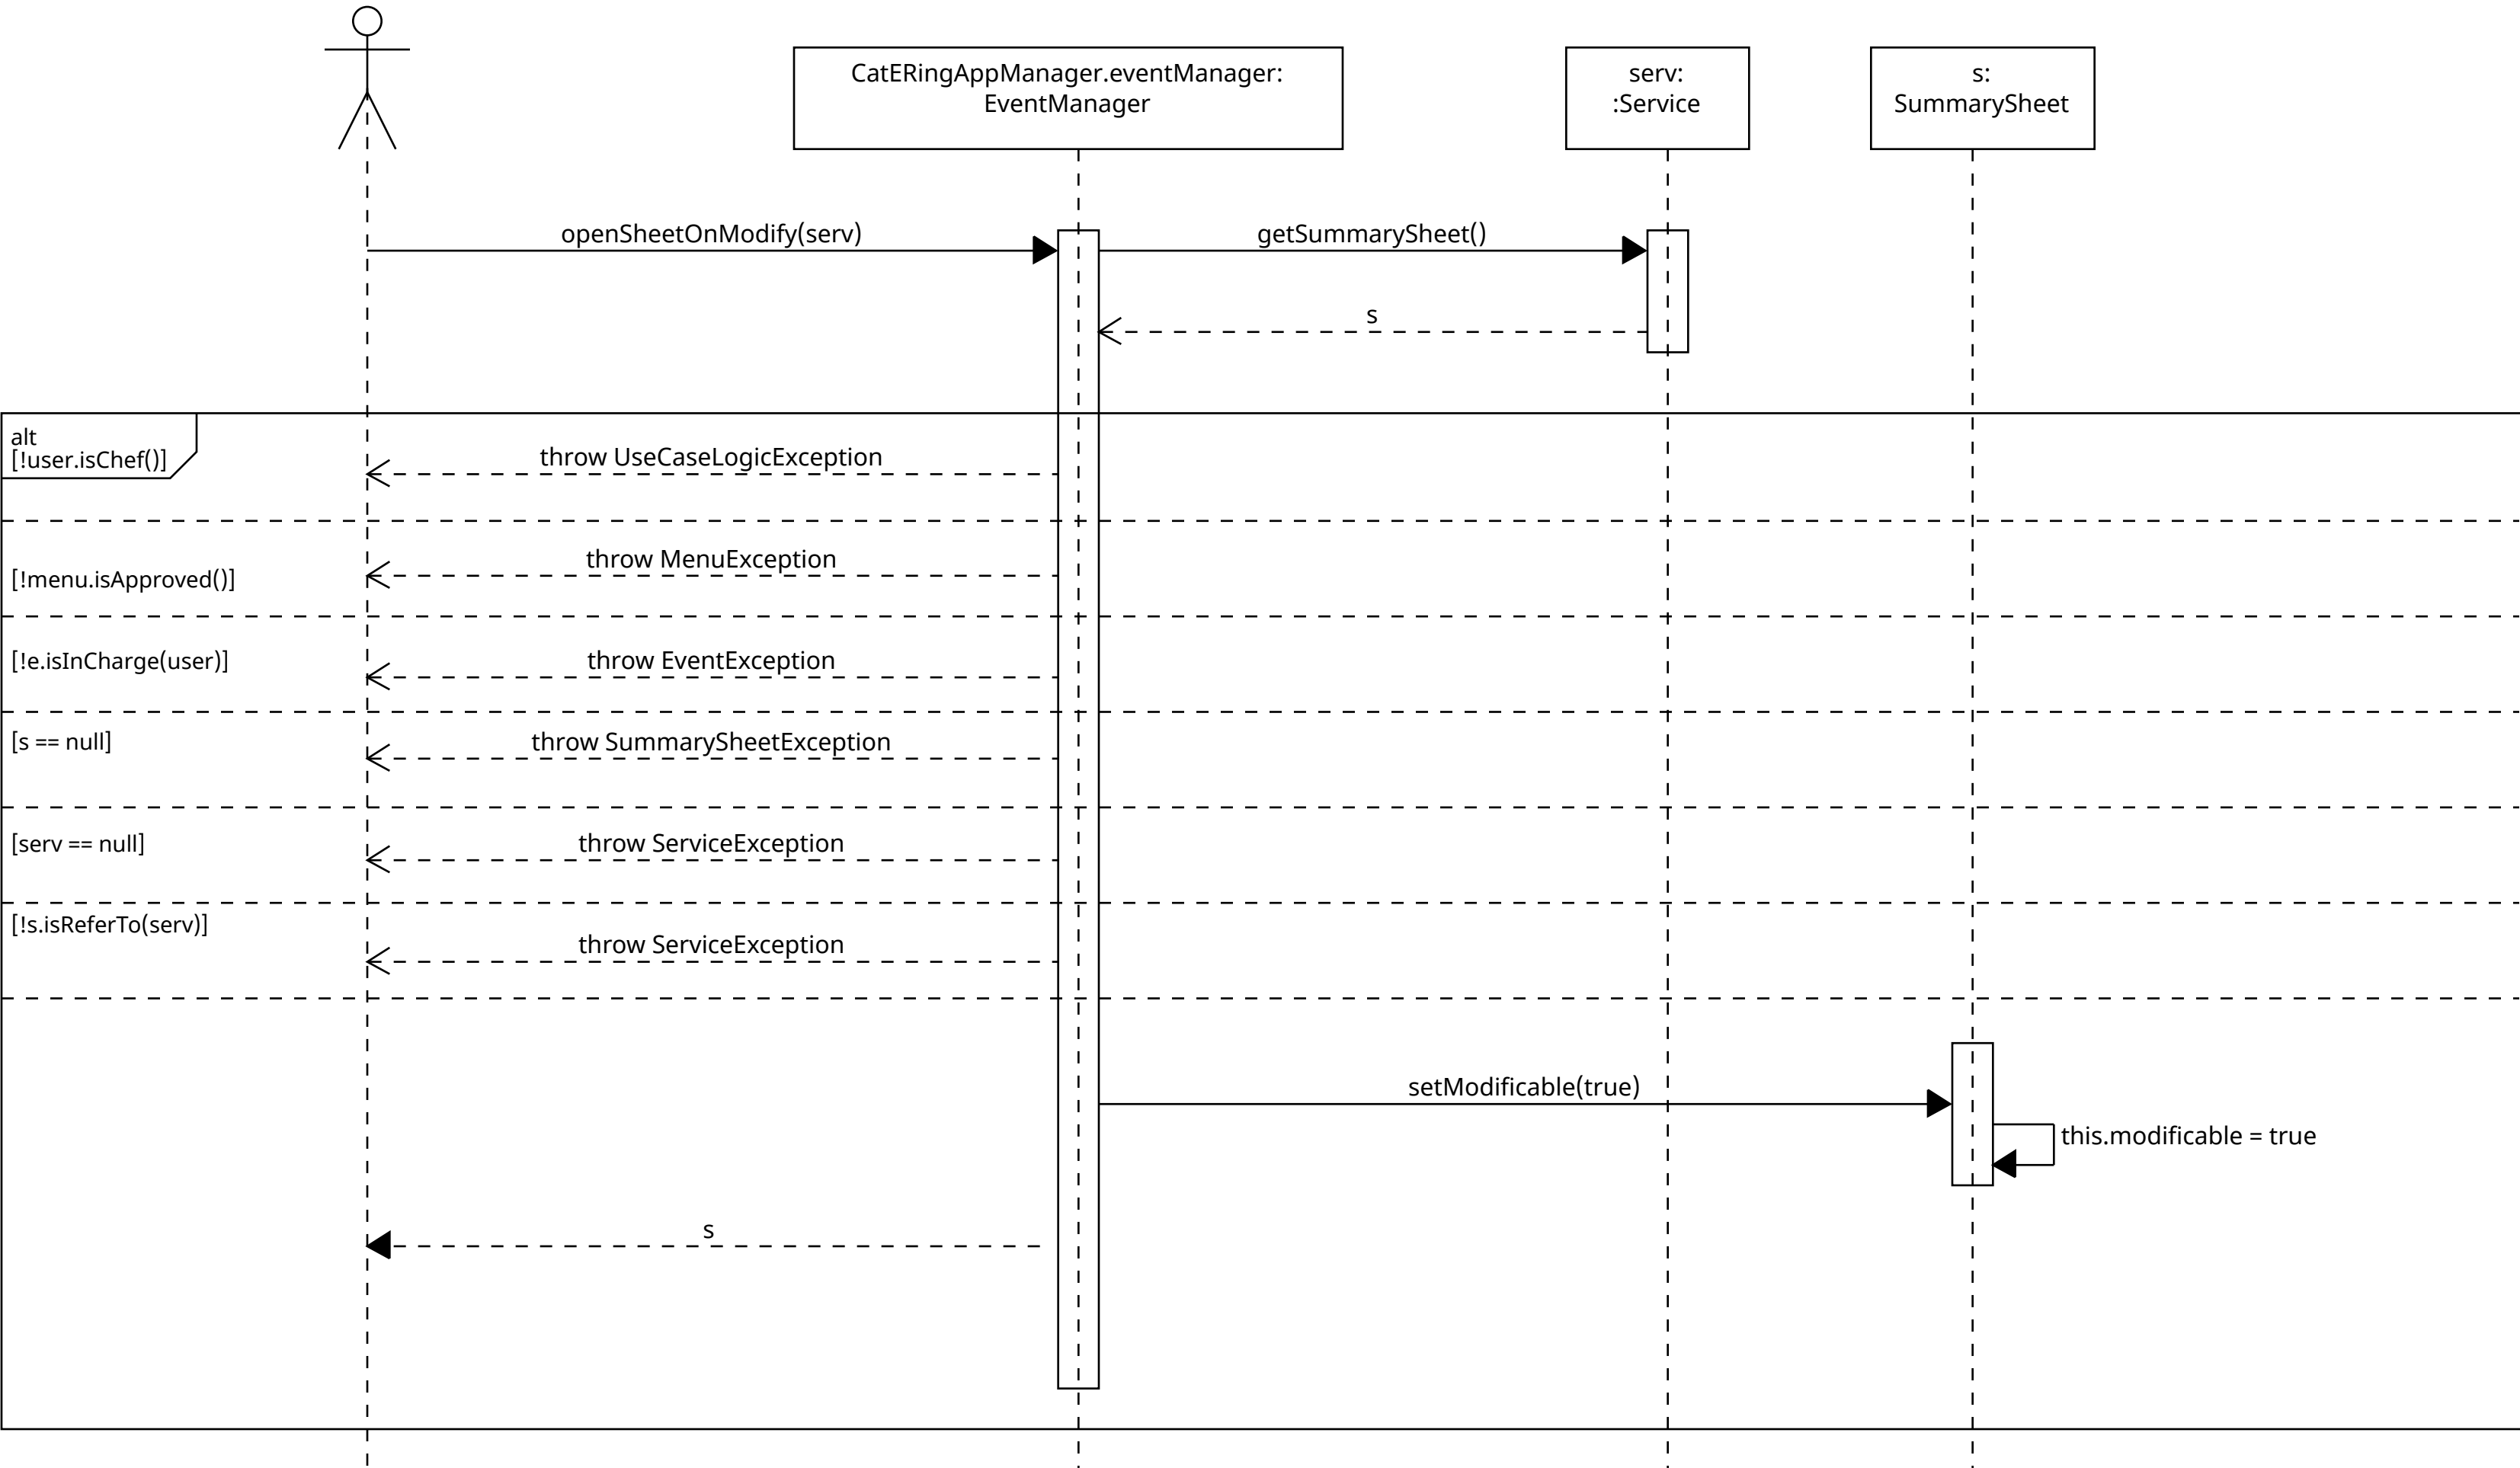 CatERingAppManager.eventManager:
EventManager
serv:
:Service
s:
SummarySheet
openSheetOnModify(serv)
getSummarySheet()
s
alt
[!user.isChef()]
throw UseCaseLogicException
throw MenuException
[!menu.isApproved()]
[!e.isInCharge(user)]
throw EventException
[s == null]
throw SummarySheetException
[serv == null]
throw ServiceException
[!s.isReferTo(serv)]
throw ServiceException
setModificable(true)
this.modificable = true
s